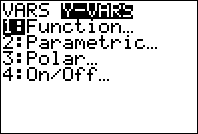 VARS Y-VARS
1:Function…
2:Parametric…
3:Polar…
4:On/Off…